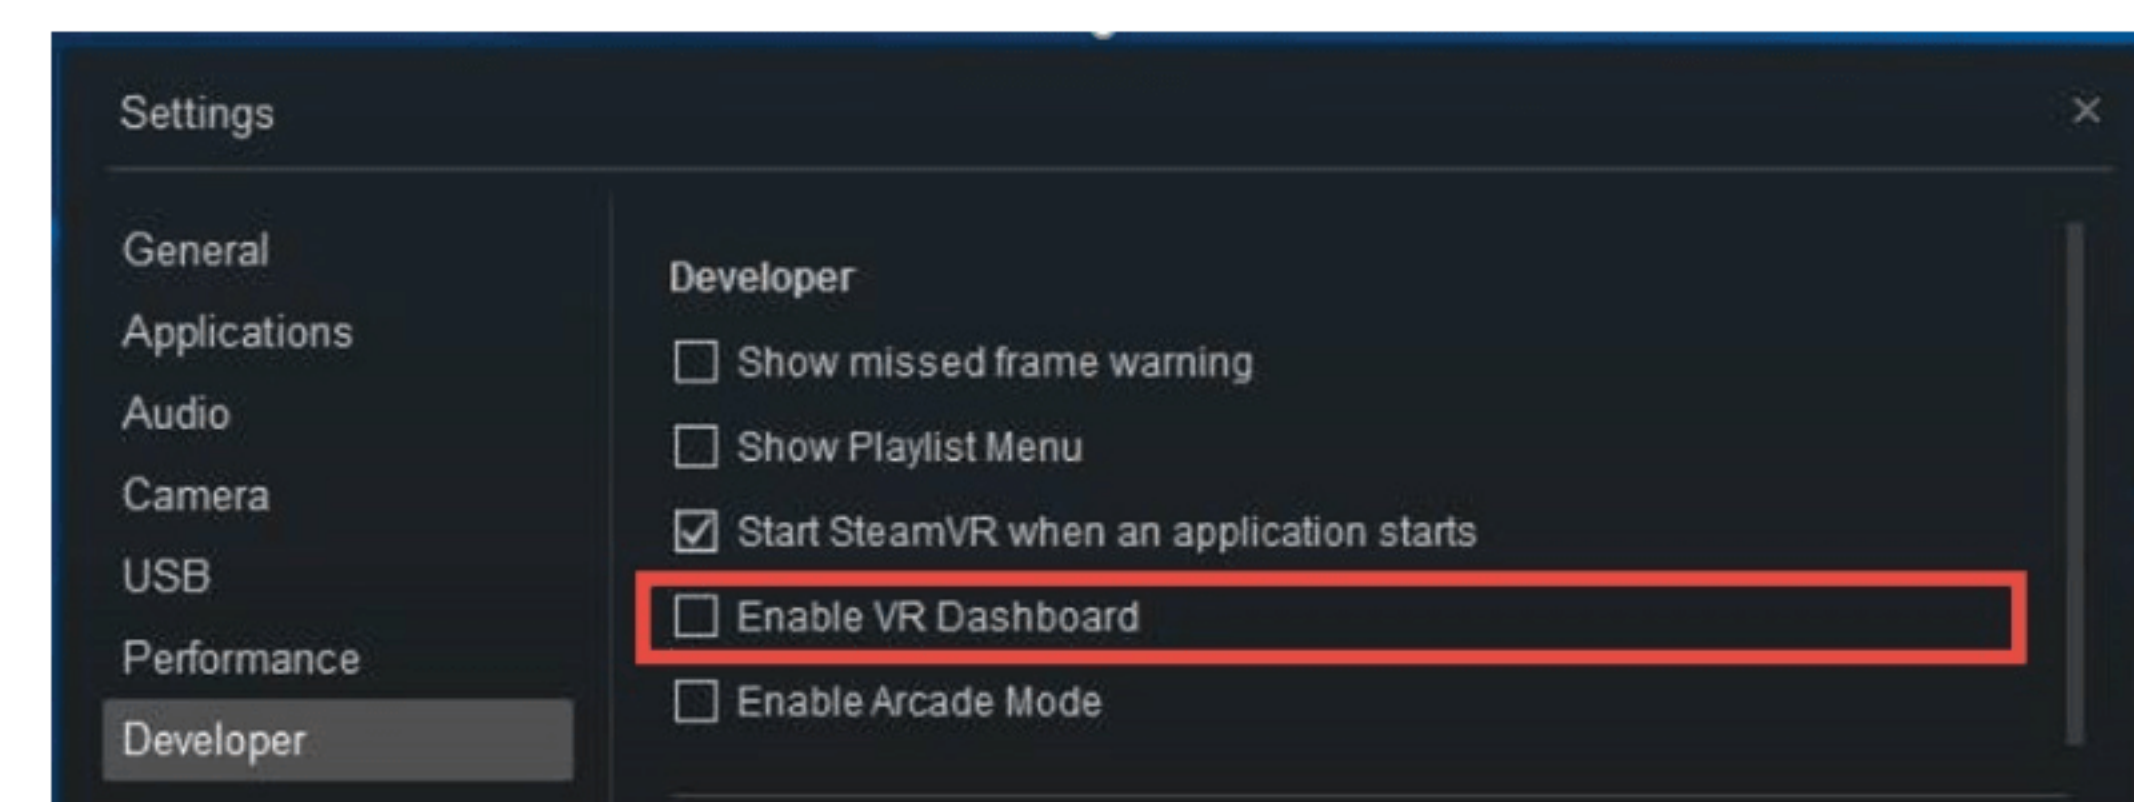 Settings
General
Applications
Audio
Camera
USB
Performance
Developer
Developer
Show missed frame warning
Show Playlist Menu
Start SteamVR when an application starts
Enable VR Dashboard
Enable Arcade Mode